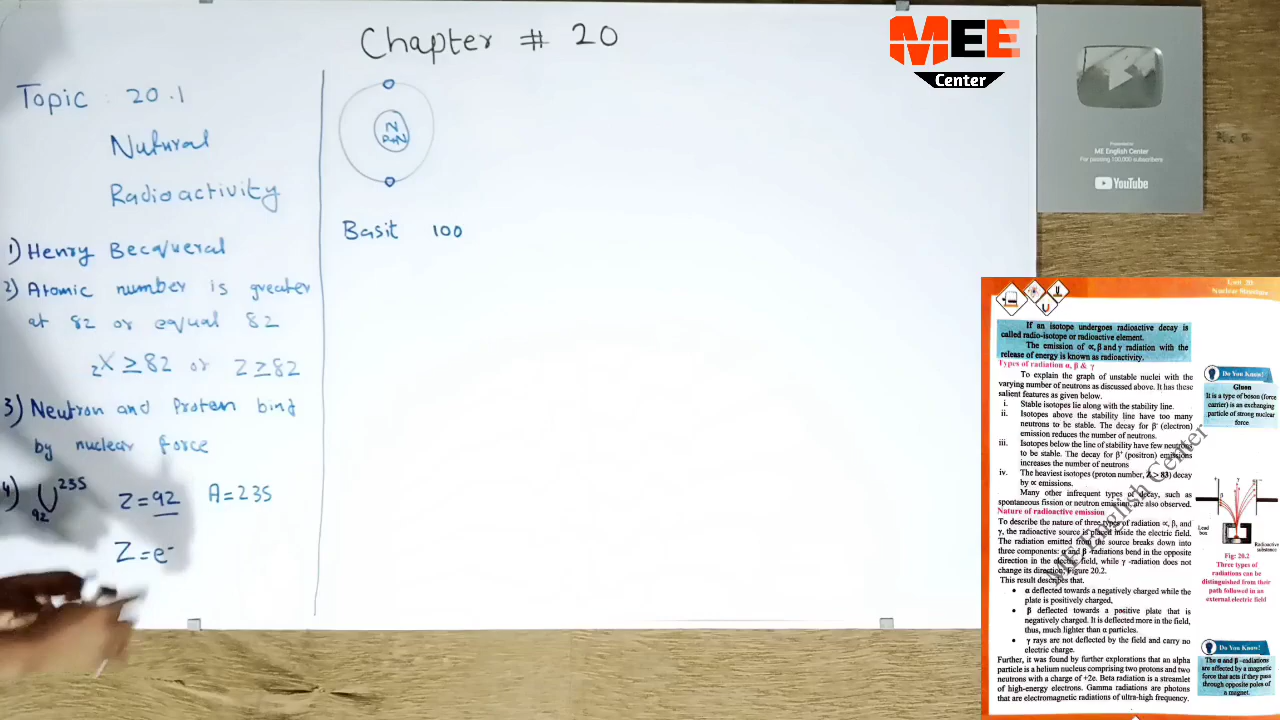 Chapter # 20
MEE
Center
Topic : 20.1
Nutural
Radioactivity
1) Henry Becqueral
2) Atomic number is greater
at 82 or equal 82
zX ≥ 82 or Z ≥ 82
3) Neutron and Proten bind
by nuclear force
4) 92U235 Z = 92 A = 235
Z = e-
N
P+N
Basit 100
Presented to
ME English Center
For passing 100,000 subscribers
YouTube
Unit 20
Nuclear Structure
If an isotope undergoes radioactive decay is
called radio-isotope or radioactive element.
The emission of α, β and γ radiation with the
release of energy is known as radioactivity.
Types of radiation α, β & γ
To explain the graph of unstable nuclei with the
varying number of neutrons as discussed above. It has these
salient features as given below.
i. Stable isotopes lie along with the stability line.
ii. Isotopes above the stability line have too many
neutrons to be stable. The decay for β- (electron)
emission reduces the number of neutrons.
iii. Isotopes below the line of stability have few neutrons
to be stable. The decay for β+ (positron) emissions
increases the number of neutrons
iv. The heaviest isotopes (proton number, Z > 83) decay
by α emissions.
Many other infrequent types of decay, such as
spontaneous fission or neutron emission, are also observed.
Nature of radioactive emission
To describe the nature of three types of radiation α, β, and
γ, the radioactive source is placed inside the electric field.
The radiation emitted from the source breaks down into
three components: α and β -radiations bend in the opposite
direction in the electric field, while γ -radiation does not
change its direction, Figure 20.2.
This result describes that.
• α deflected towards a negatively charged while the
plate is positively charged,
• β deflected towards a positive plate that is
negatively charged. It is deflected more in the field,
thus, much lighter than α particles.
• γ rays are not deflected by the field and carry no
electric charge.
Further, it was found by further explorations that an alpha
particle is a helium nucleus comprising two protons and two
neutrons with a charge of +2e. Beta radiation is a streamlet
of high-energy electrons. Gamma radiations are photons
that are electromagnetic radiations of ultra-high frequency.
ME English Center
Do You Know!
Gluon
It is a type of boson (force
carrier) is an exchanging
particle of strong nuclear
force
Lead
box
Radioactive
substance
Fig: 20.2
Three types of
radiations can be
distinguished from their
path followed in an
external electric field
Do You Know!
The α and β -radiations
are affected by a magnetic
force that acts if they pass
through opposite poles of
a magnet.